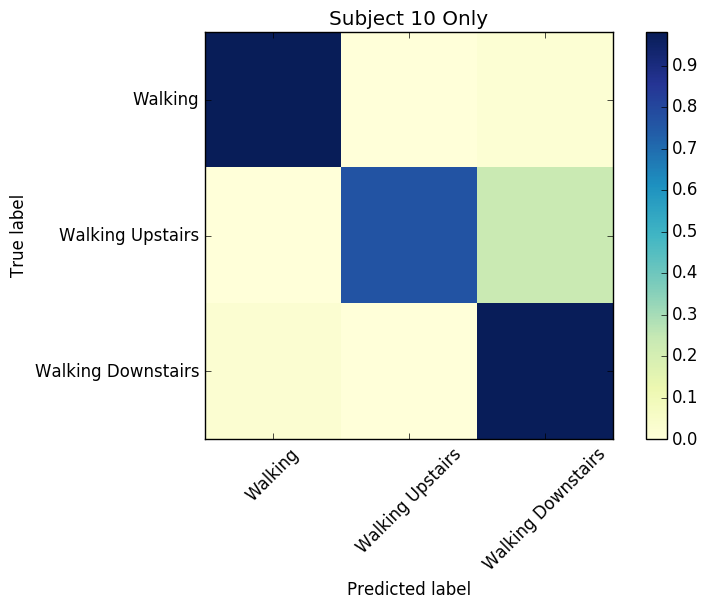 Subject 10 Only
True label
Walking
Walking Upstairs
Walking Downstairs
Walking
Walking Upstairs
Walking Downstairs
Predicted label
0.9
0.8
0.7
0.6
0.5
0.4
0.3
0.2
0.1
0.0